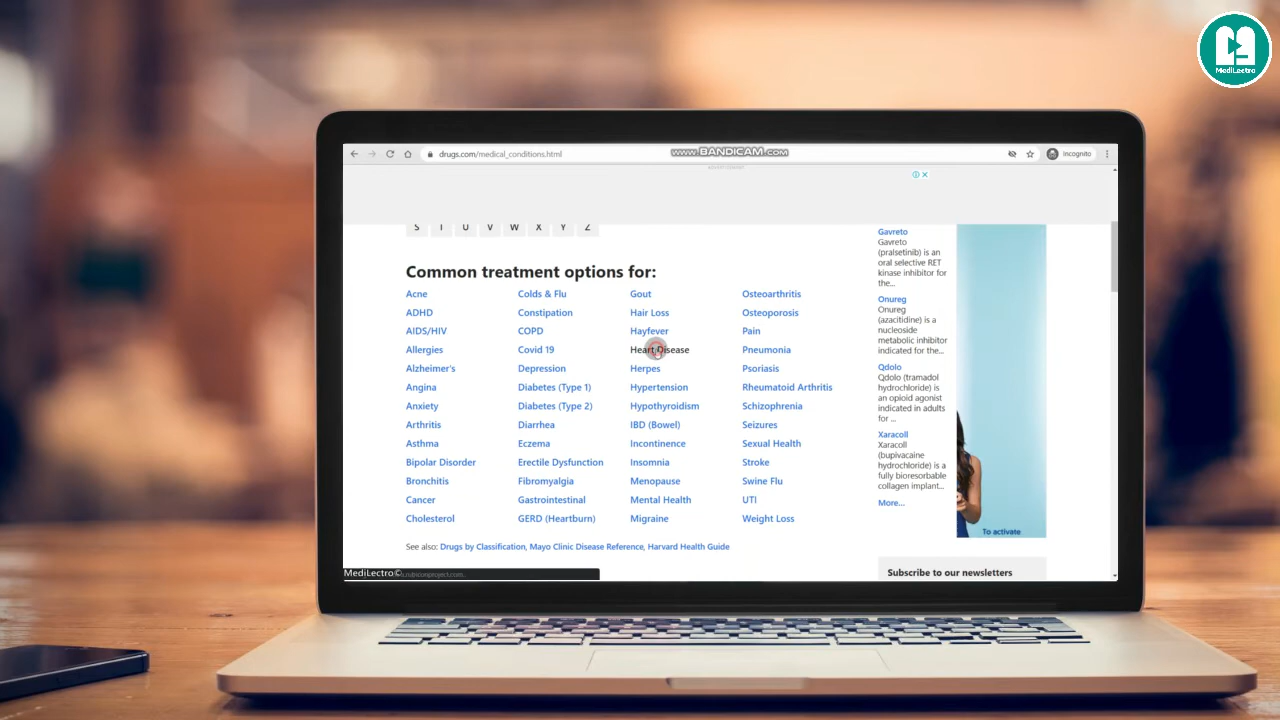 MediLectro
drugs.com/medical_conditions.html
WWW.BANDICAM.COM
Incognito
ADVERTISEMENT
S T U V W X Y Z
Common treatment options for:
Acne
ADHD
AIDS/HIV
Allergies
Alzheimer's
Angina
Anxiety
Arthritis
Asthma
Bipolar Disorder
Bronchitis
Cancer
Cholesterol
Colds & Flu
Constipation
COPD
Covid 19
Depression
Diabetes (Type 1)
Diabetes (Type 2)
Diarrhea
Eczema
Erectile Dysfunction
Fibromyalgia
Gastrointestinal
GERD (Heartburn)
Gout
Hair Loss
Hayfever
Heart Disease
Herpes
Hypertension
Hypothyroidism
IBD (Bowel)
Incontinence
Insomnia
Menopause
Mental Health
Migraine
Osteoarthritis
Osteoporosis
Pain
Pneumonia
Psoriasis
Rheumatoid Arthritis
Schizophrenia
Seizures
Sexual Health
Stroke
Swine Flu
UTI
Weight Loss
See also: Drugs by Classification, Mayo Clinic Disease Reference, Harvard Health Guide
Gavreto
Gavreto
(pralsetinib) is an
oral selective RET
kinase inhibitor for
the...
Onureg
Onureg
(azacitidine) is a
nucleoside
metabolic inhibitor
indicated for the...
Qdolo
Qdolo (tramadol
hydrochloride) is
an opioid agonist
indicated in adults
for ...
Xaracoll
Xaracoll
(bupivacaine
hydrochloride) is a
fully bioresorbable
collagen implant...
More...
To activate
Subscribe to our newsletters
MediLectro©